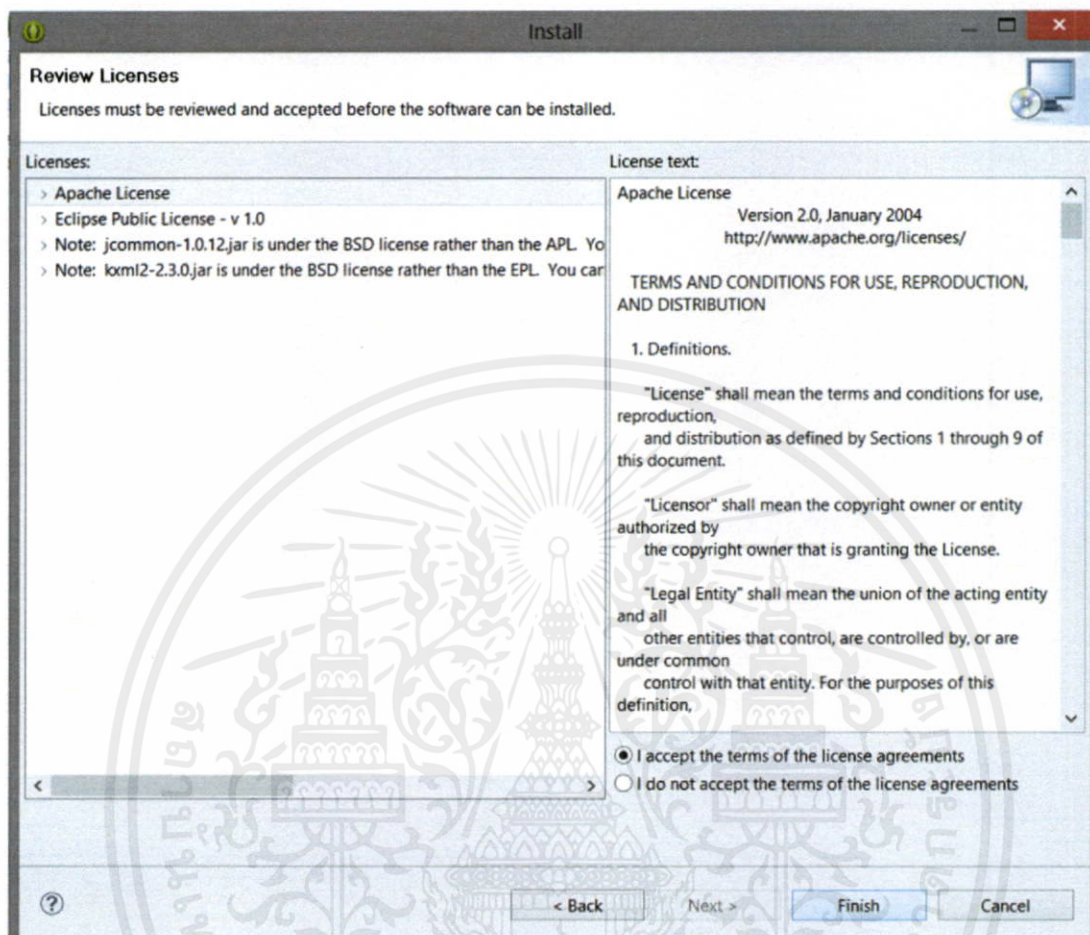 Install
Review Licenses
Licenses must be reviewed and accepted before the software can be installed.
Licenses:
License text:
> Apache License
> Eclipse Public License - v 1.0
> Note: jcommon-1.0.12.jar is under the BSD license rather than the APL. Yo
> Note: kxml2-2.3.0.jar is under the BSD license rather than the EPL. You car
Apache License
Version 2.0, January 2004
http://www.apache.org/licenses/
TERMS AND CONDITIONS FOR USE, REPRODUCTION,
AND DISTRIBUTION
1. Definitions.
"License" shall mean the terms and conditions for use,
reproduction,
and distribution as defined by Sections 1 through 9 of
this document.
"Licensor" shall mean the copyright owner or entity
authorized by
the copyright owner that is granting the License.
"Legal Entity" shall mean the union of the acting entity
and all
other entities that control, are controlled by, or are
under common
control with that entity. For the purposes of this
definition,
I accept the terms of the license agreements
I do not accept the terms of the license agreements
?
< Back
Next >
Finish
Cancel